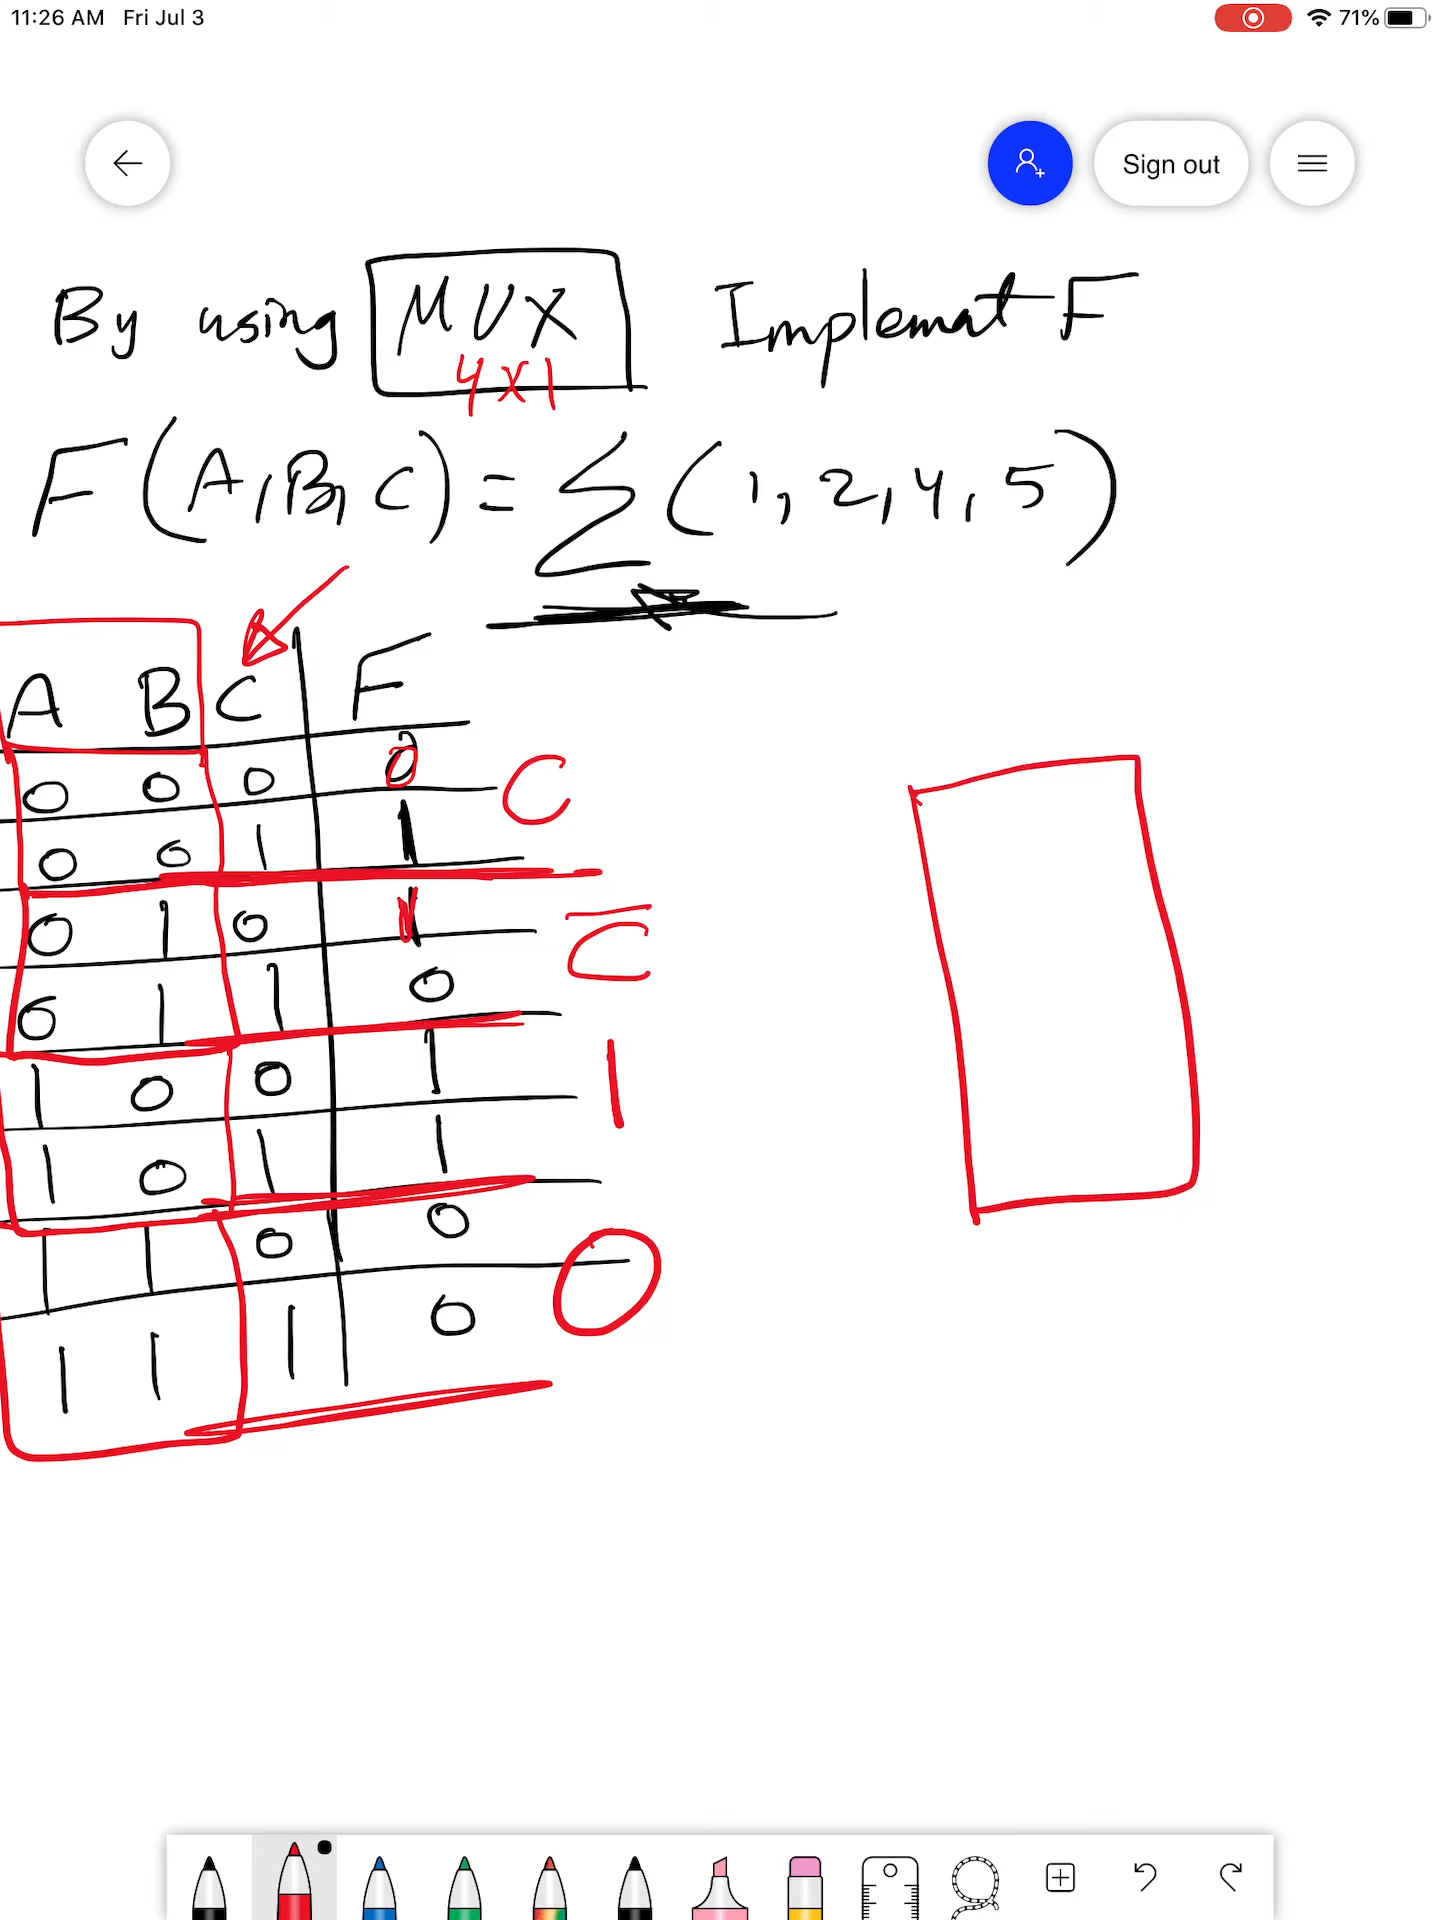 11:26 AM Fri Jul 3 71%
Sign out
By using MUX Implemat F
4x1
F(A,B,C) = Σ(1,2,4,5)
A B C F
0 0 0 0 C
0 0 1 1
0 1 0 1 C̅
0 1 1 0
1 0 0 1 1
1 0 1 1
1 1 0 0 0
1 1 1 0